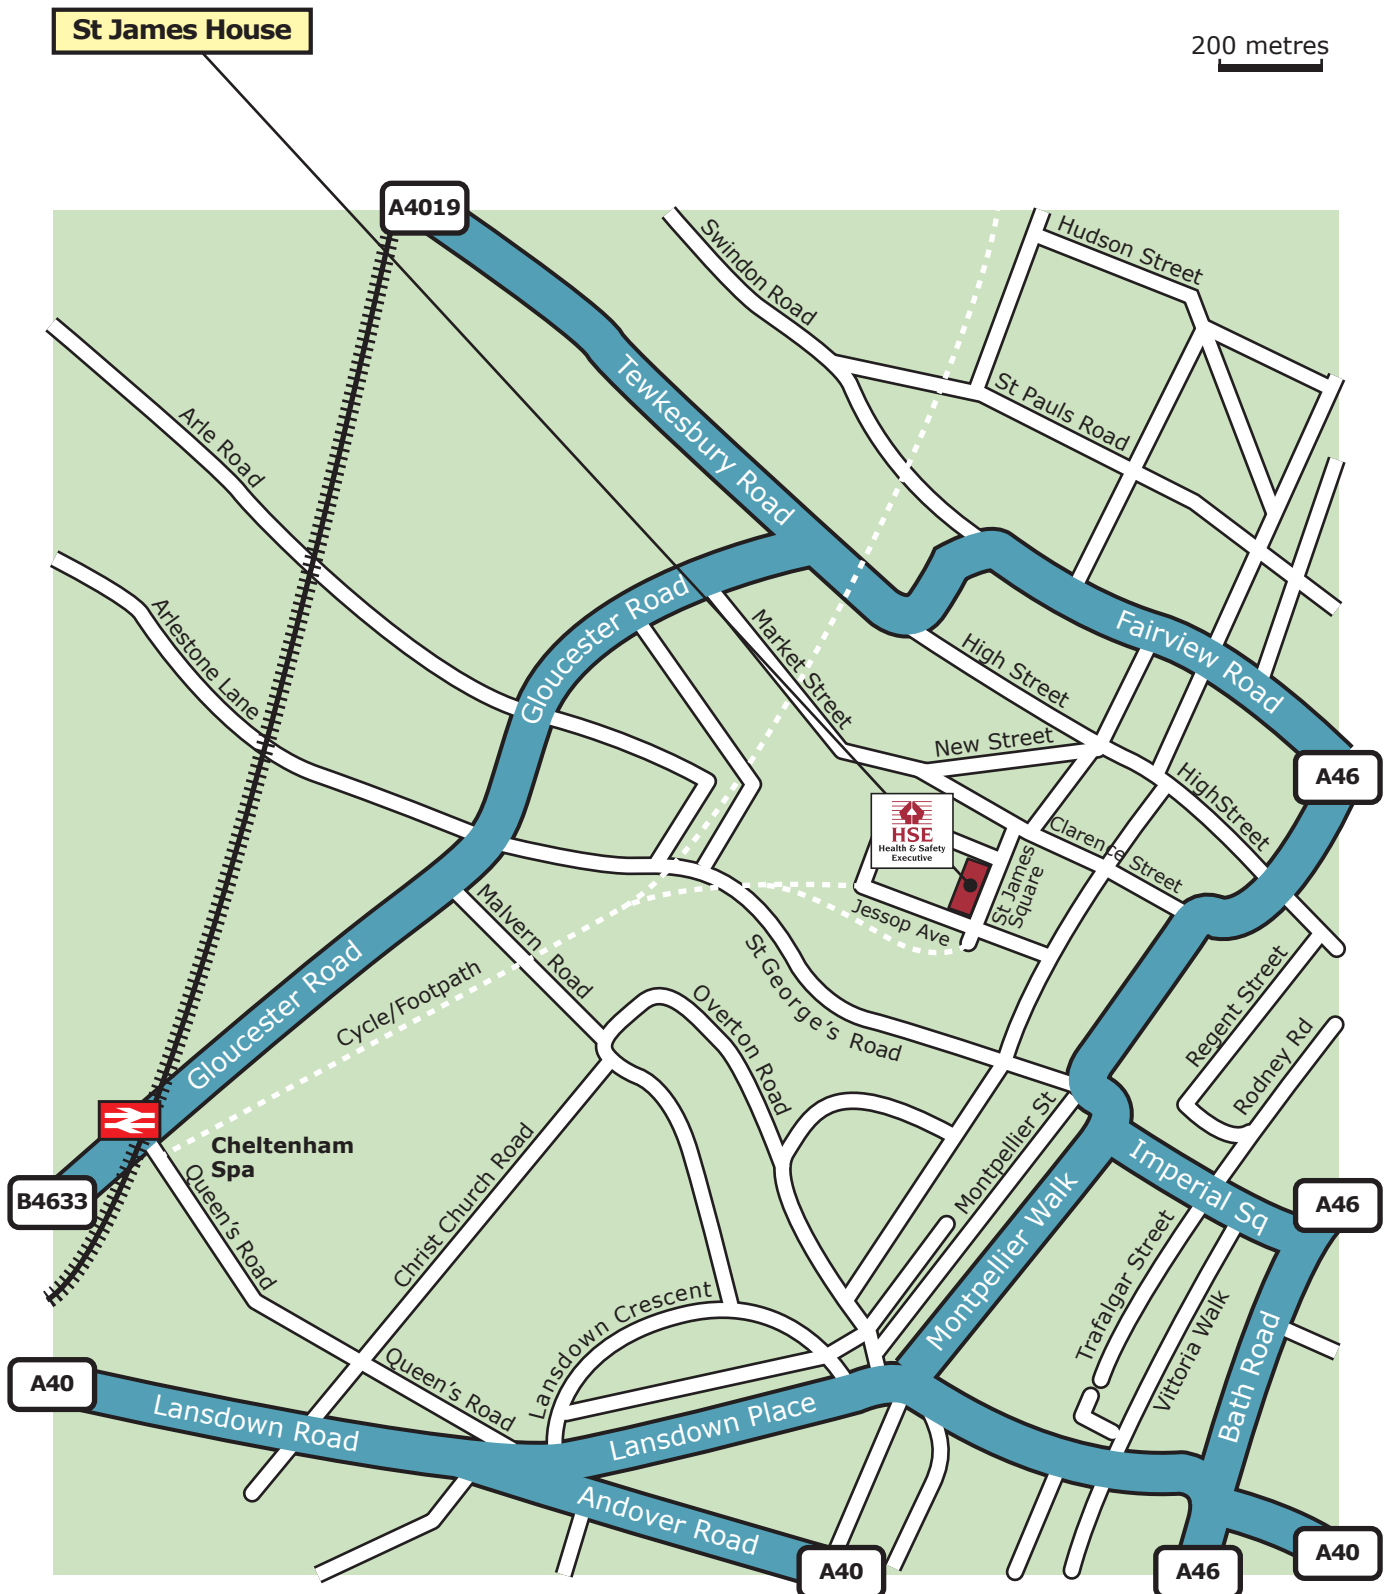 St James House
200 metres
A4019
Swindon Road
Hudson Street
Tewkesbury Road
St Pauls Road
Arle Road
Arlestone Lane
Gloucester Road
Market Street
High Street
Fairview Road
New Street
A46
HighStreet
HSE
Health & Safety
Executive
Clarence Street
St James
Square
Jessop Ave
Malvern Road
St George's Road
Cycle/Footpath
Gloucester Road
Overton Road
Regent Street
Rodney Rd
Montpellier St
Cheltenham
Spa
Christ Church Road
Imperial Sq
B4633
A46
Queen's Road
Montpellier Walk
Trafalgar Street
Vittoria Walk
Lansdown Crescent
Bath Road
A40
Queen's Road
Lansdown Road
Lansdown Place
Andover Road
A40
A46
A40